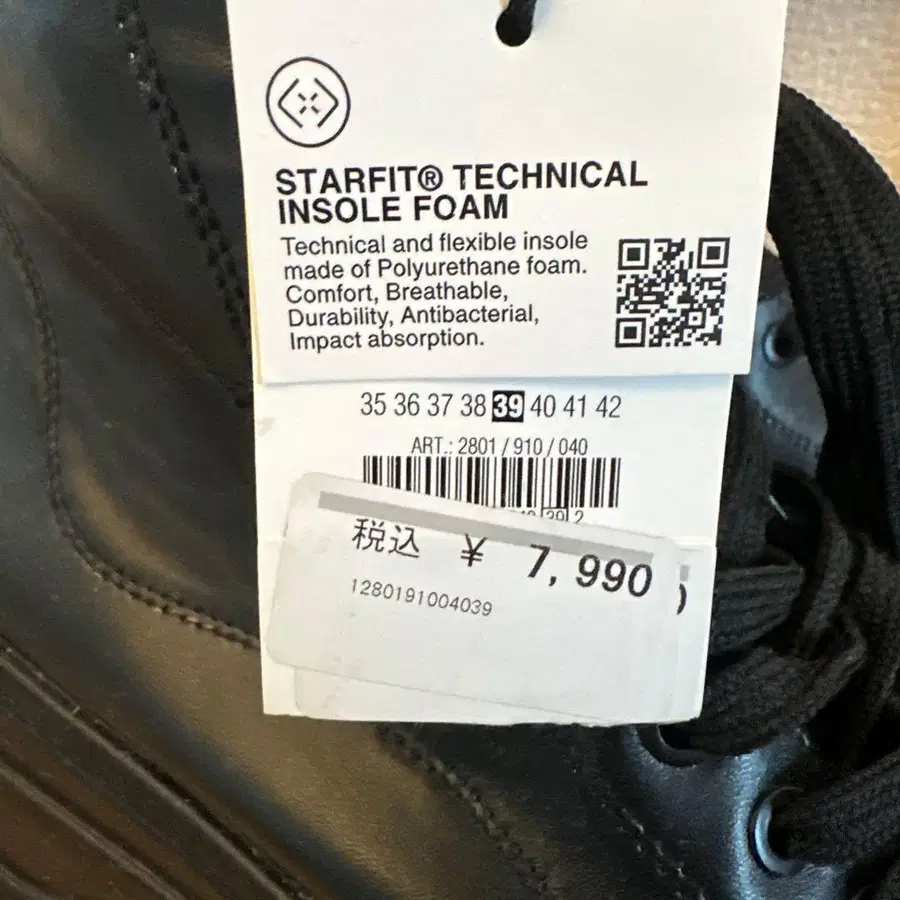 STARFIT® TECHNICAL
INSOLE FOAM
Technical and flexible insole
made of Polyurethane foam.
Comfort, Breathable,
Durability, Antibacterial,
Impact absorption.
35 36 37 38 39 40 41 42
ART.: 2801 / 910 / 040
税込 ¥ 7,990
1280191004039